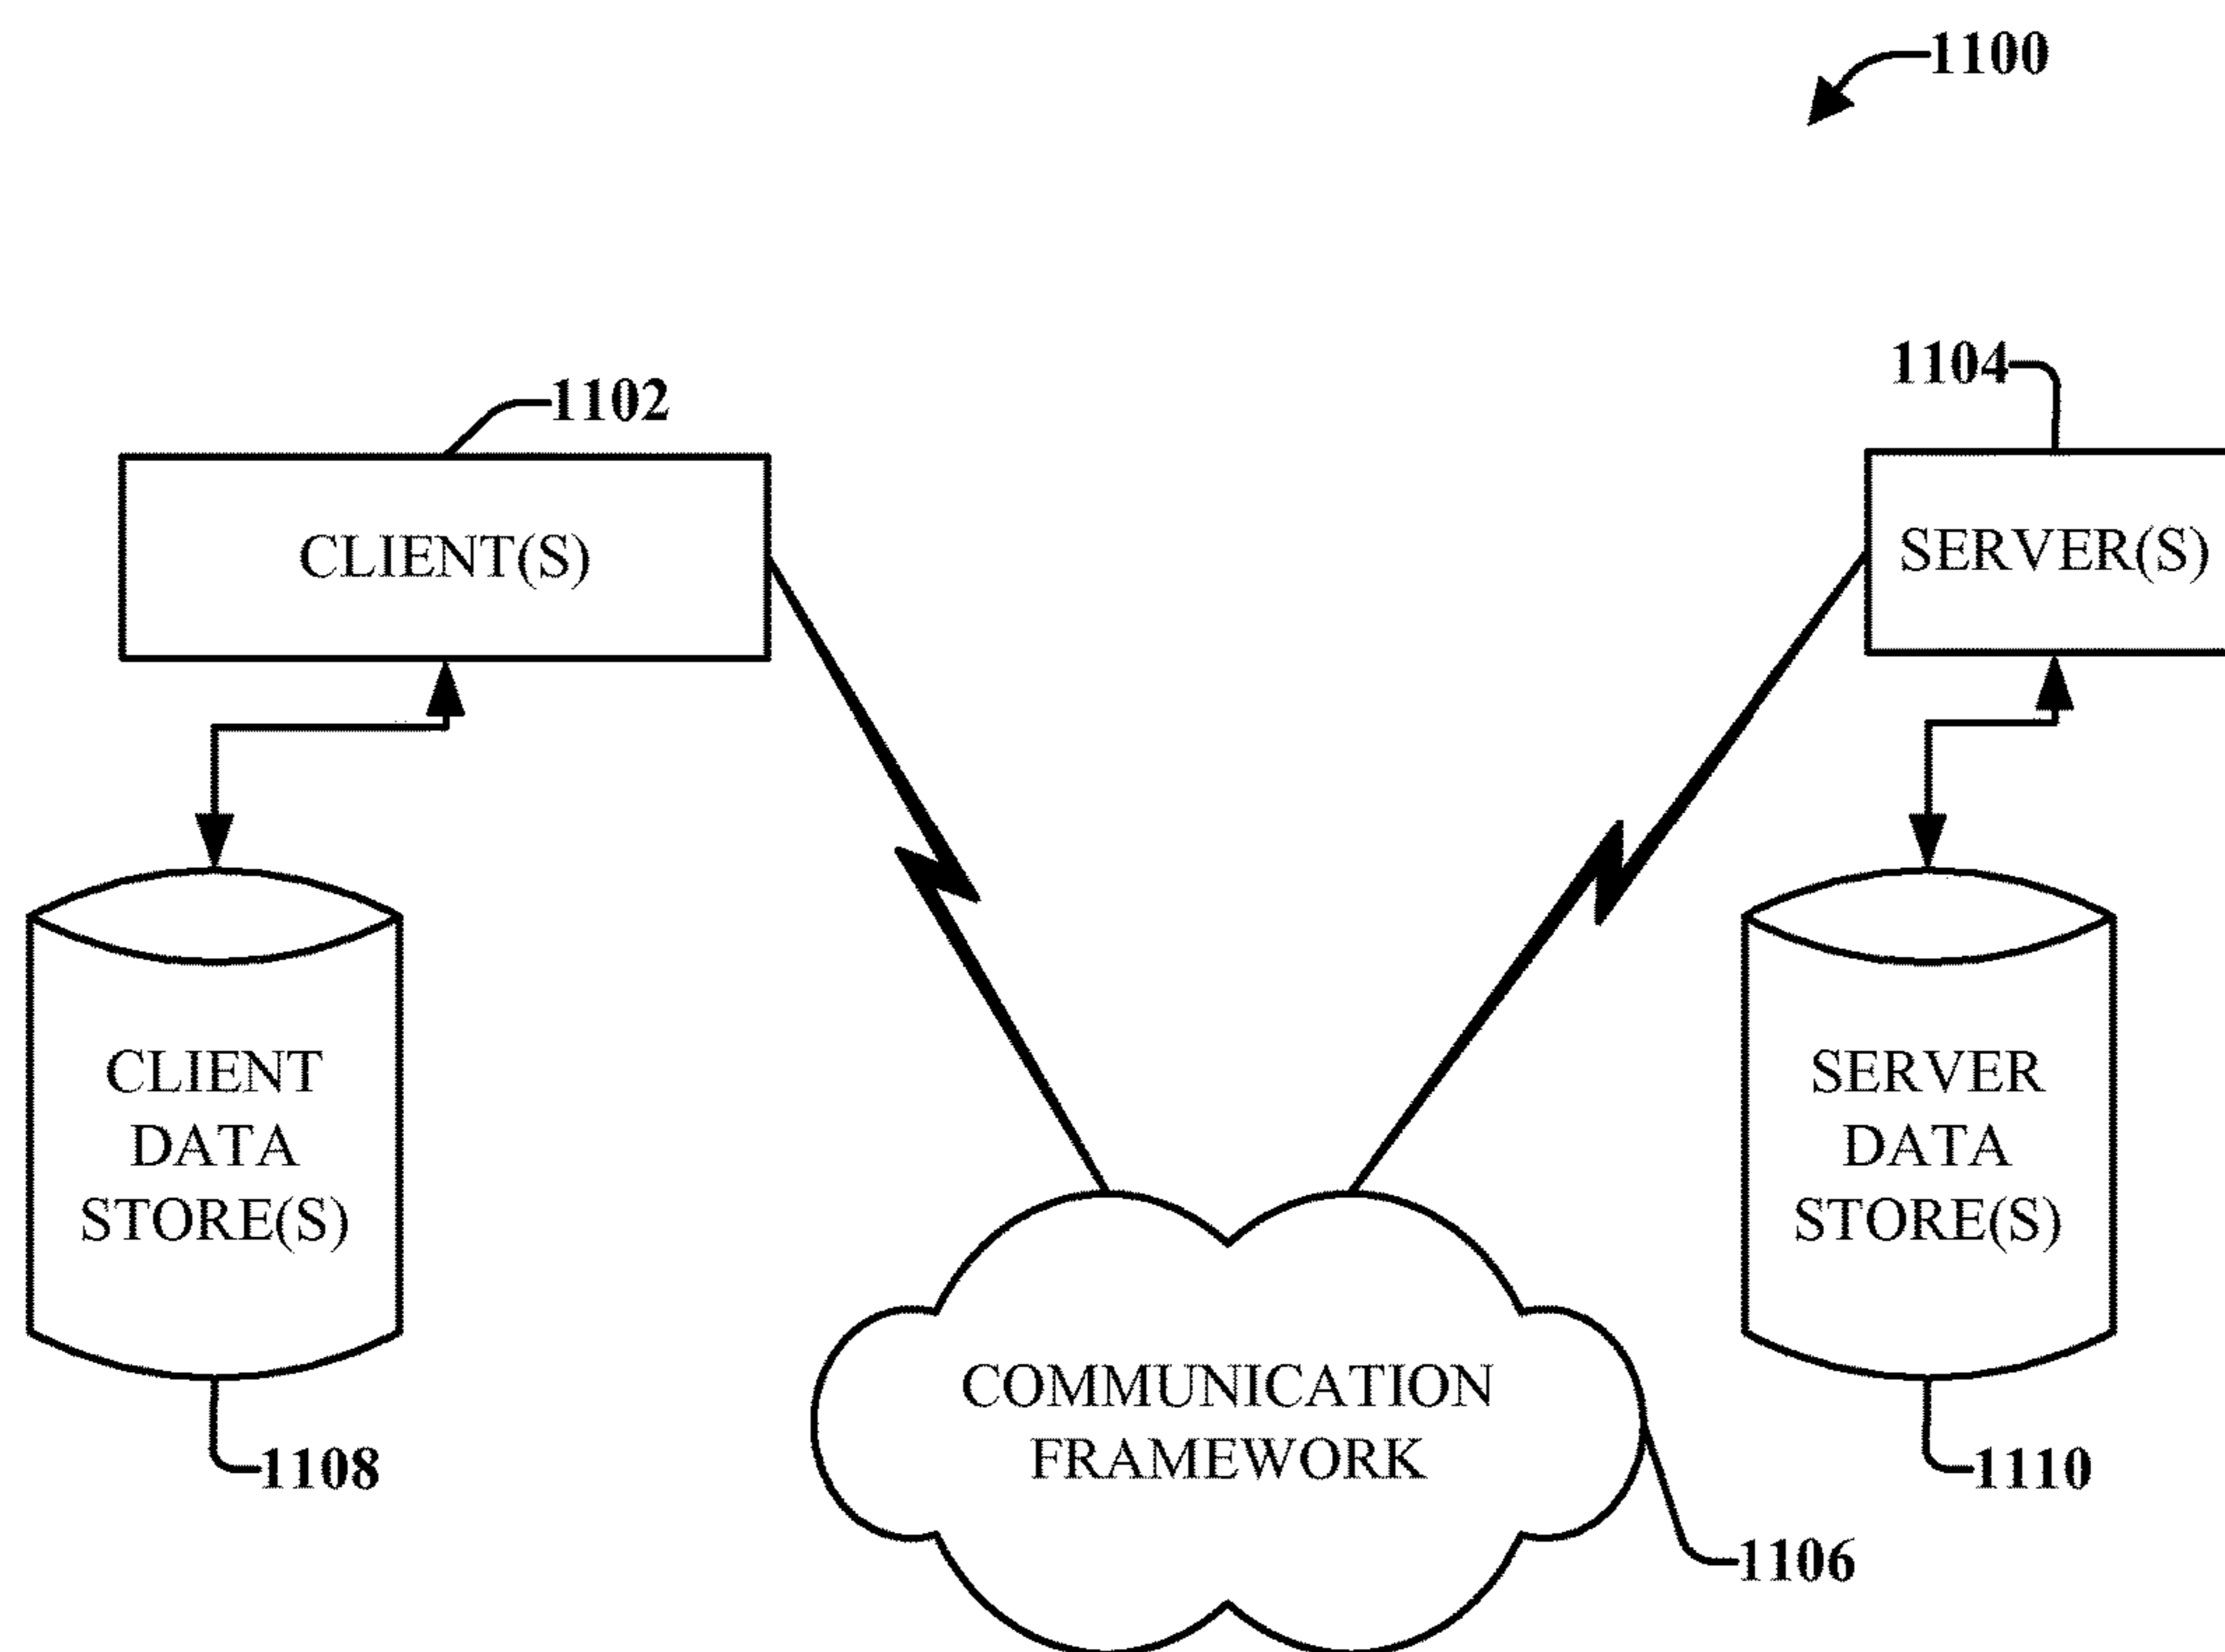 1100
1104
1102
CLIENT(S)
SERVER(S)
CLIENT
DATA
STORE(S)
SERVER
DATA
STORE(S)
COMMUNICATION
FRAMEWORK
1108
1110
1106